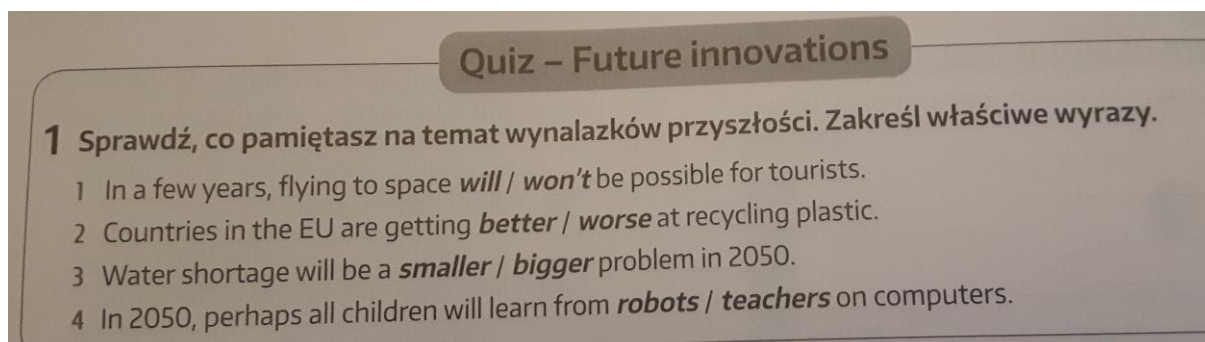 Quiz – Future innovations
1 Sprawdź, co pamiętasz na temat wynalazków przyszłości. Zakreśl właściwe wyrazy.
1 In a few years, flying to space will / won't be possible for tourists.
2 Countries in the EU are getting better / worse at recycling plastic.
3 Water shortage will be a smaller / bigger problem in 2050.
4 In 2050, perhaps all children will learn from robots / teachers on computers.